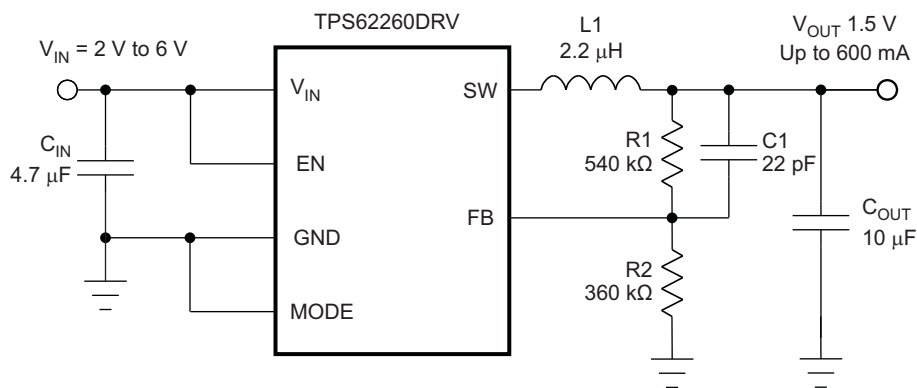 TPS62260DRV
V_IN = 2 V to 6 V
L1
2.2 μH
V_OUT 1.5 V
Up to 600 mA
V_IN
SW
C_IN
4.7 μF
EN
R1
540 kΩ
C1
22 pF
GND
FB
C_OUT
10 μF
R2
360 kΩ
MODE